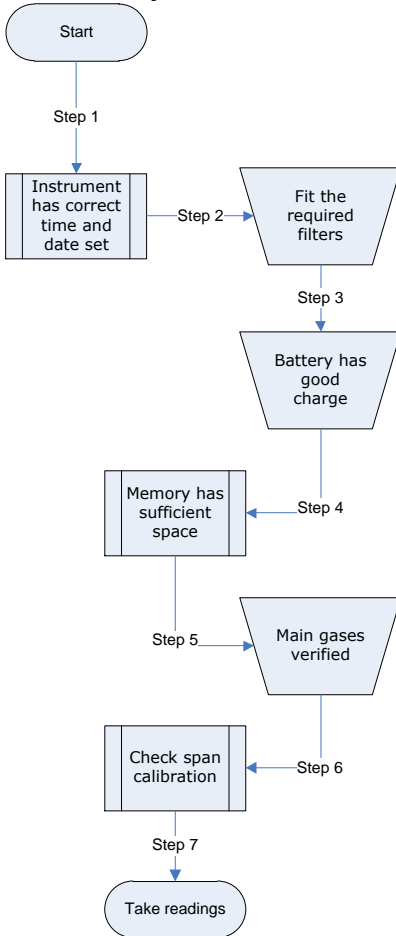 Start
Step 1
Instrument
has correct
time and
date set
Step 2
Fit the
required
filters
Step 3
Battery has
good
charge
Step 4
Memory has
sufficient
space
Step 5
Main gases
verified
Step 6
Check span
calibration
Step 7
Take readings